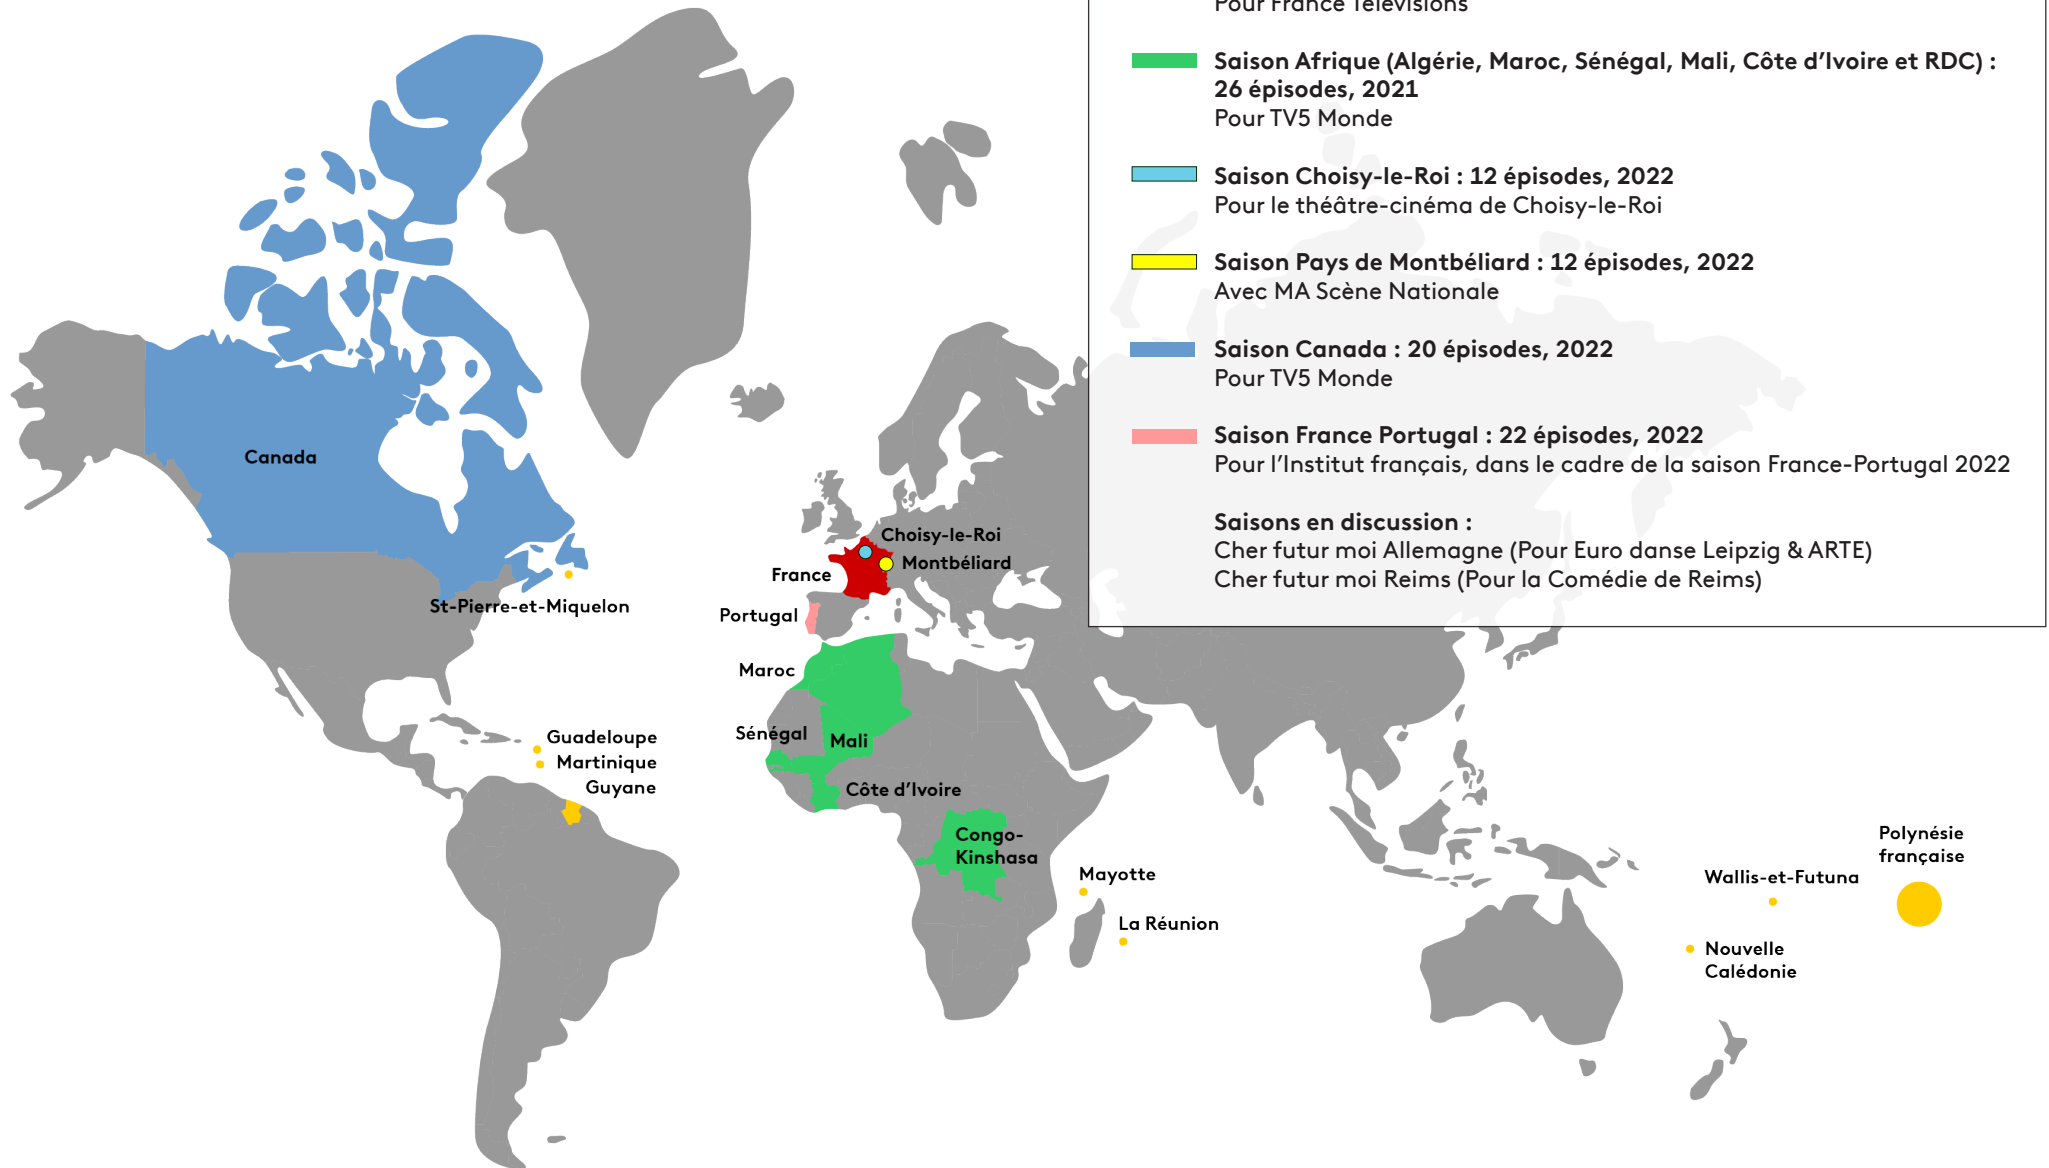 Pour France Télévisions
Saison Afrique (Algérie, Maroc, Sénégal, Mali, Côte d'Ivoire et RDC) :
26 épisodes, 2021
Pour TV5 Monde
Saison Choisy-le-Roi : 12 épisodes, 2022
Pour le théâtre-cinéma de Choisy-le-Roi
Saison Pays de Montbéliard : 12 épisodes, 2022
Avec MA Scène Nationale
Saison Canada : 20 épisodes, 2022
Pour TV5 Monde
Saison France Portugal : 22 épisodes, 2022
Pour l'Institut français, dans le cadre de la saison France-Portugal 2022
Saisons en discussion :
Cher futur moi Allemagne (Pour Euro danse Leipzig & ARTE)
Cher futur moi Reims (Pour la Comédie de Reims)
Canada
Choisy-le-Roi
Montbéliard
France
St-Pierre-et-Miquelon
Portugal
Maroc
Sénégal
Mali
Guadeloupe
Martinique
Guyane
Côte d'Ivoire
Congo-
Kinshasa
Mayotte
La Réunion
Polynésie
française
Wallis-et-Futuna
Nouvelle
Calédonie